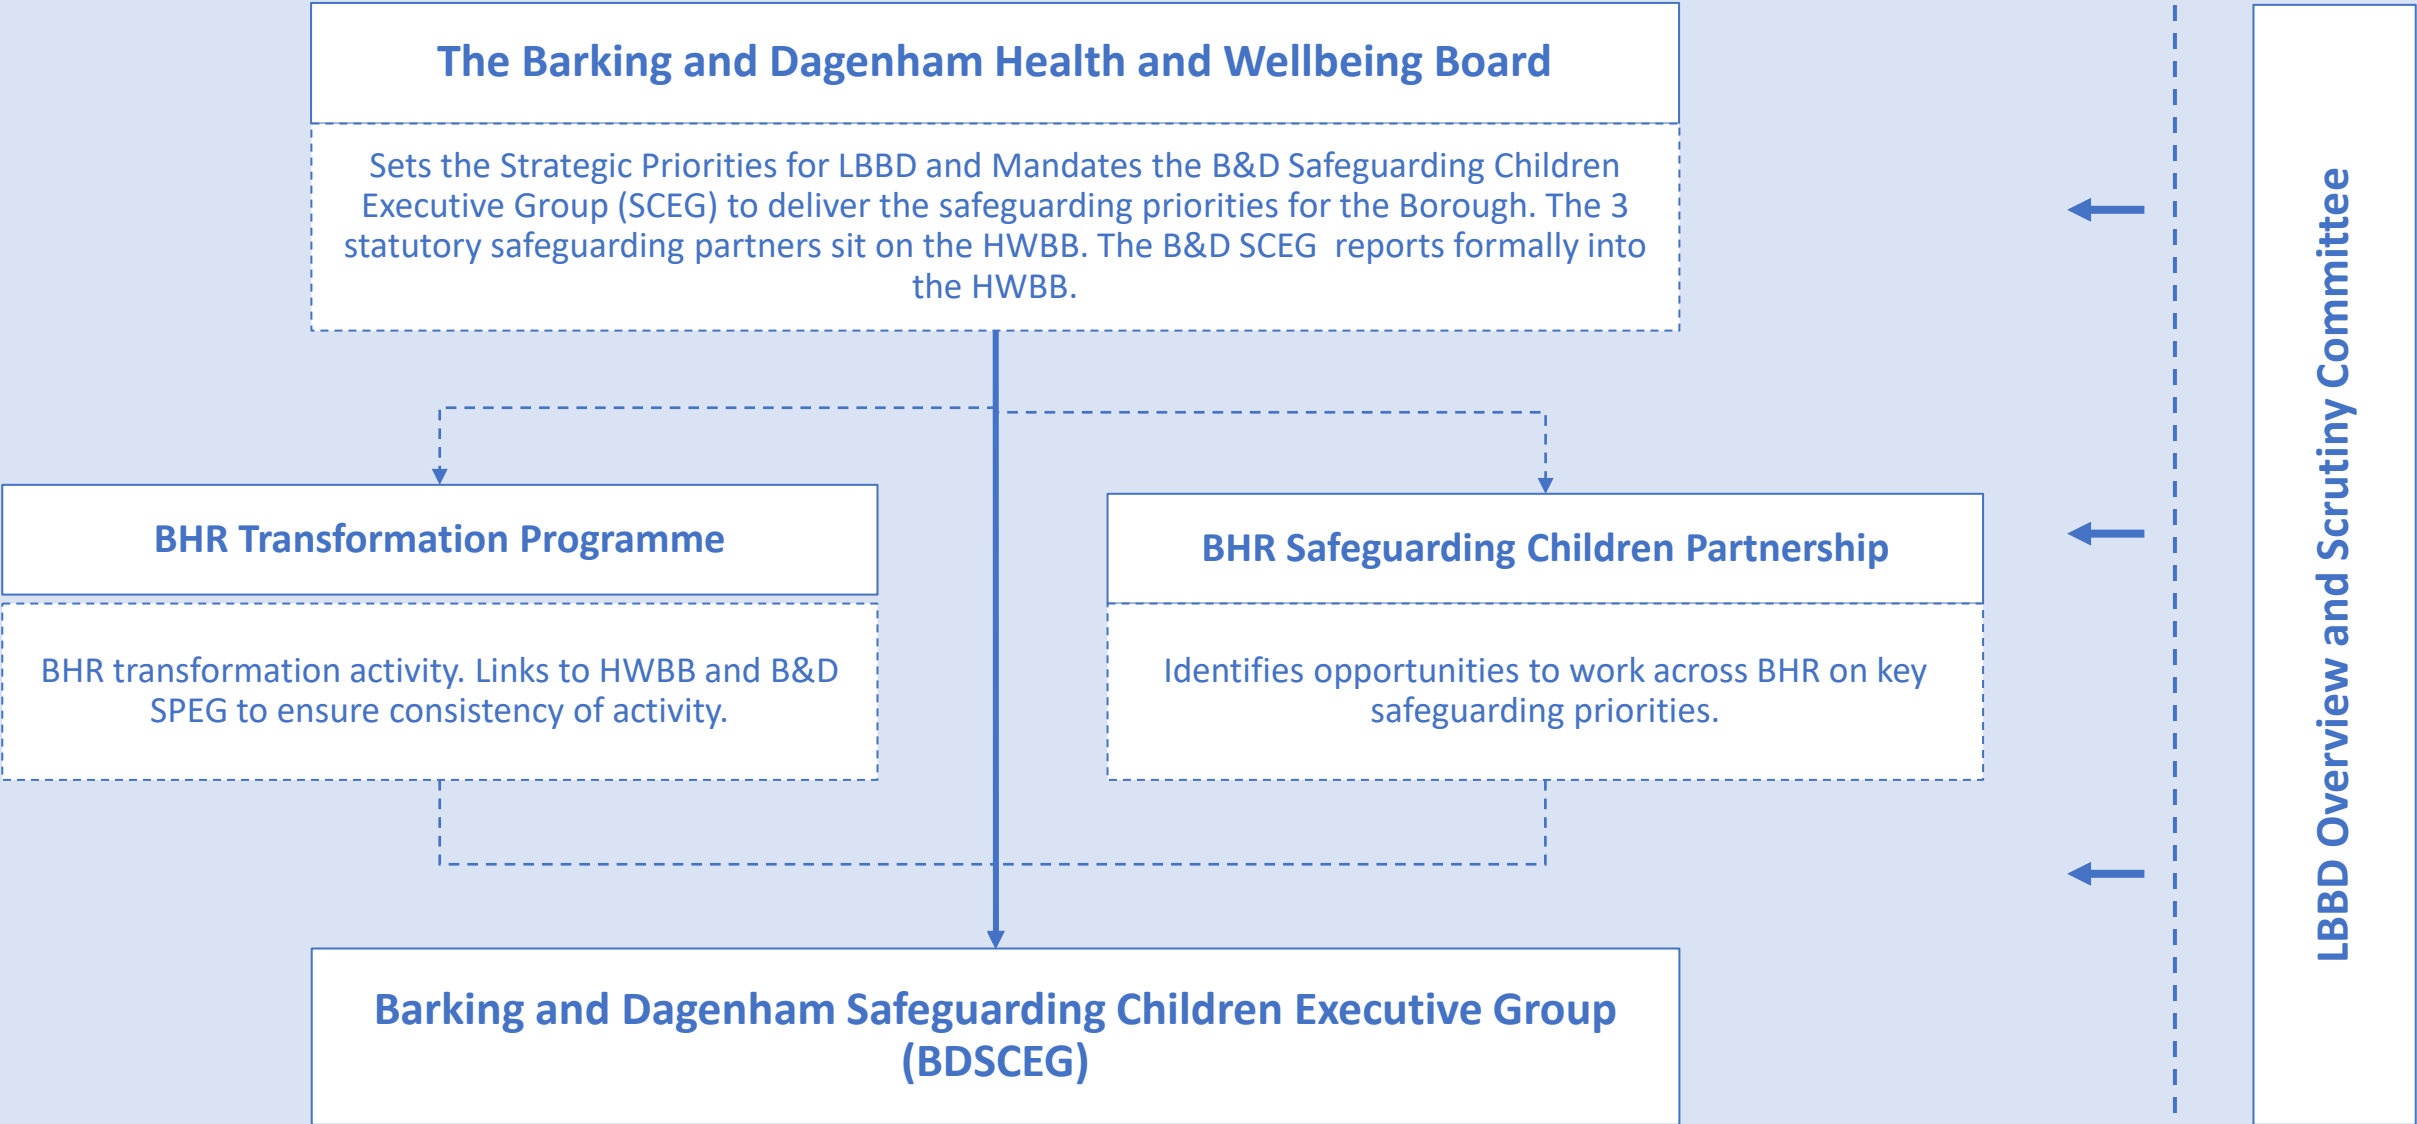 The Barking and Dagenham Health and Wellbeing Board
Sets the Strategic Priorities for LBBD and Mandates the B&D Safeguarding Children
Executive Group (SCEG) to deliver the safeguarding priorities for the Borough. The 3
statutory safeguarding partners sit on the HWBB. The B&D SCEG  reports formally into
the HWBB.
BHR Transformation Programme
BHR transformation activity. Links to HWBB and B&D
SPEG to ensure consistency of activity.
BHR Safeguarding Children Partnership
Identifies opportunities to work across BHR on key
safeguarding priorities.
Barking and Dagenham Safeguarding Children Executive Group
(BDSCEG)
LBBD Overview and Scrutiny Committee